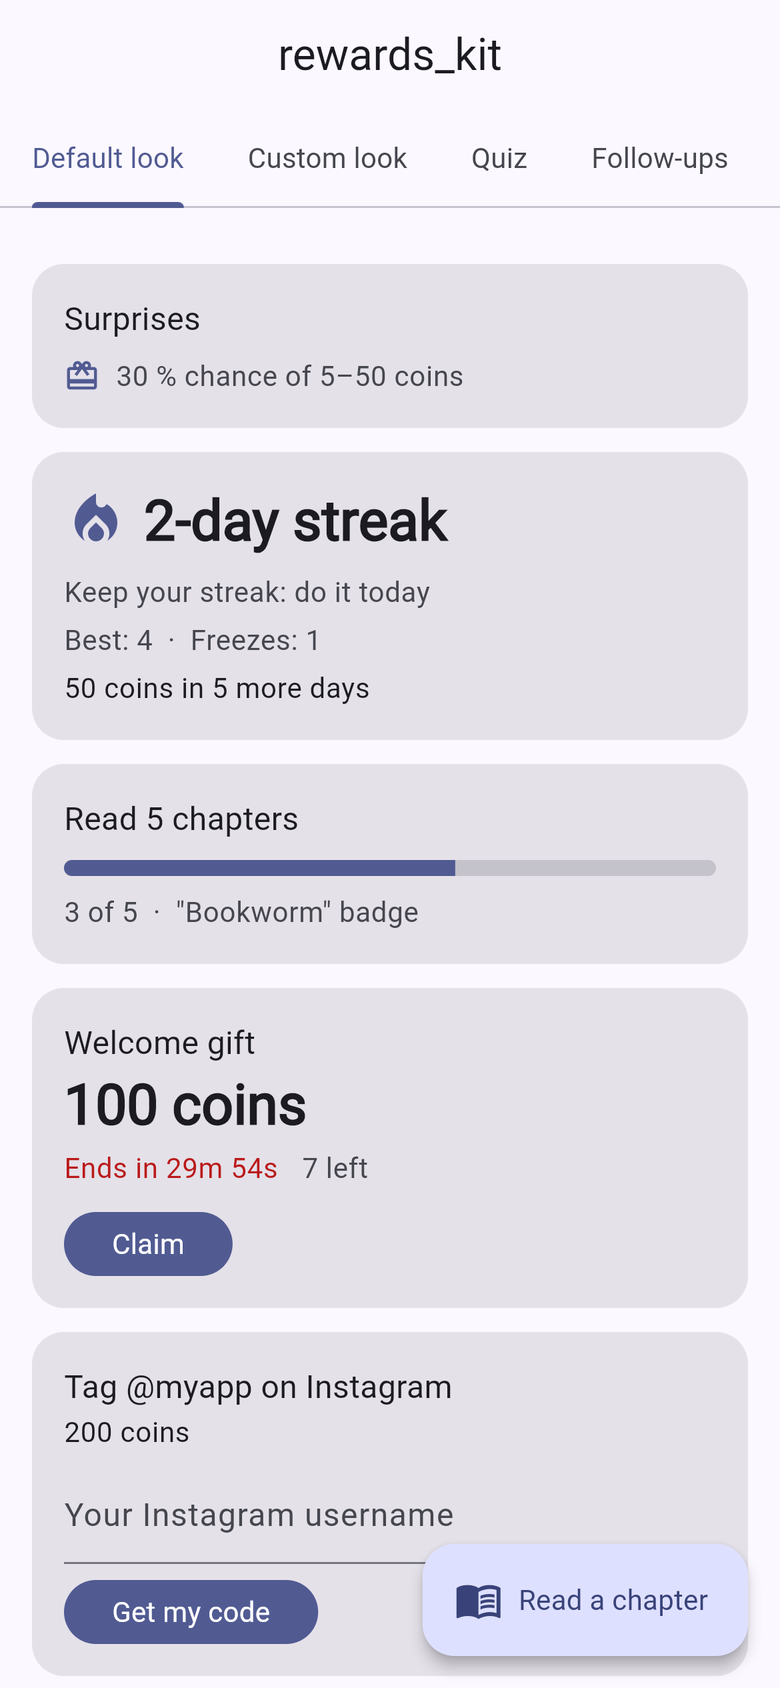 rewards_kit
Default look Custom look Quiz Follow-ups
Surprises
30 % chance of 5–50 coins
2-day streak
Keep your streak: do it today
Best: 4 · Freezes: 1
50 coins in 5 more days
Read 5 chapters
3 of 5 · "Bookworm" badge
Welcome gift
100 coins
Ends in 29m 54s 7 left
Claim
Tag @myapp on Instagram
200 coins
Your Instagram username
Get my code
Read a chapter